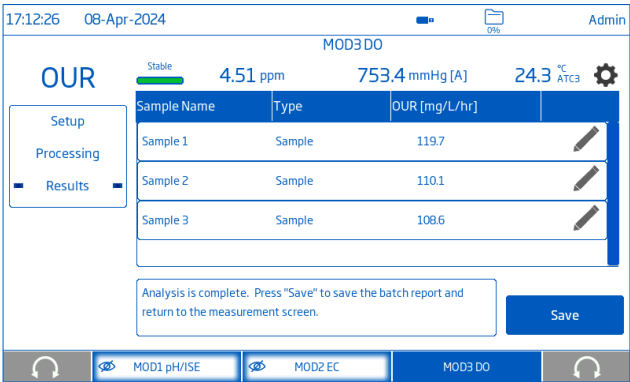 17:12:26 08-Apr-2024 0% Admin
MOD3 DO
OUR
Stable
4.51 ppm 753.4 mmHg [A] 24.3 °C ATC3
Setup
Processing
Results
Sample Name Type OUR [mg/L/hr]
Sample 1 Sample 119.7
Sample 2 Sample 110.1
Sample 3 Sample 108.6
Analysis is complete. Press "Save" to save the batch report and
return to the measurement screen.
Save
MOD1 pH/ISE MOD2 EC MOD3 DO